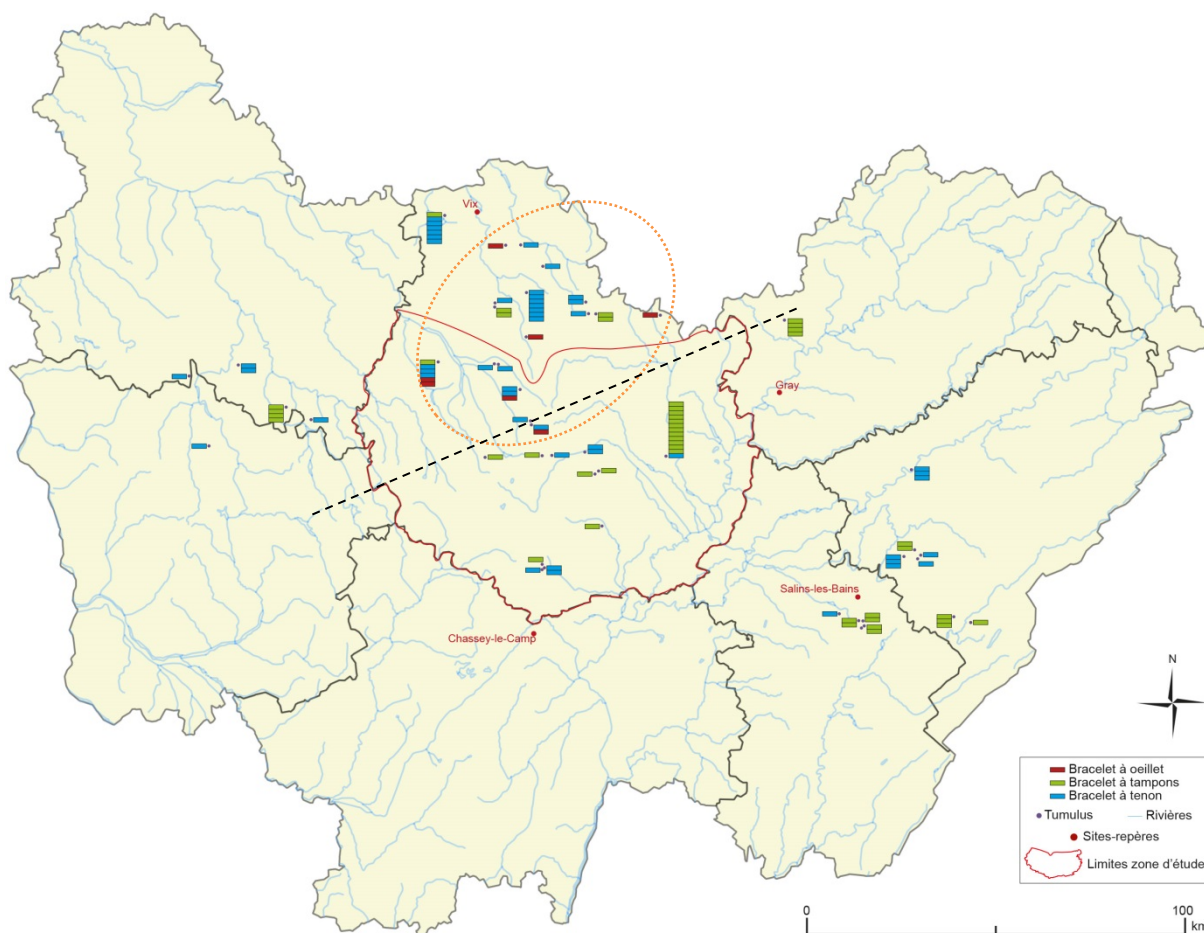 Vix
Gray
Salins-les-Bains
Chassey-le-Camp
N
Bracelet à oeillet
Bracelet à tampons
Bracelet à tenon
Tumulus
Rivières
Sites-repères
Limites zone d'étude
0
100
km